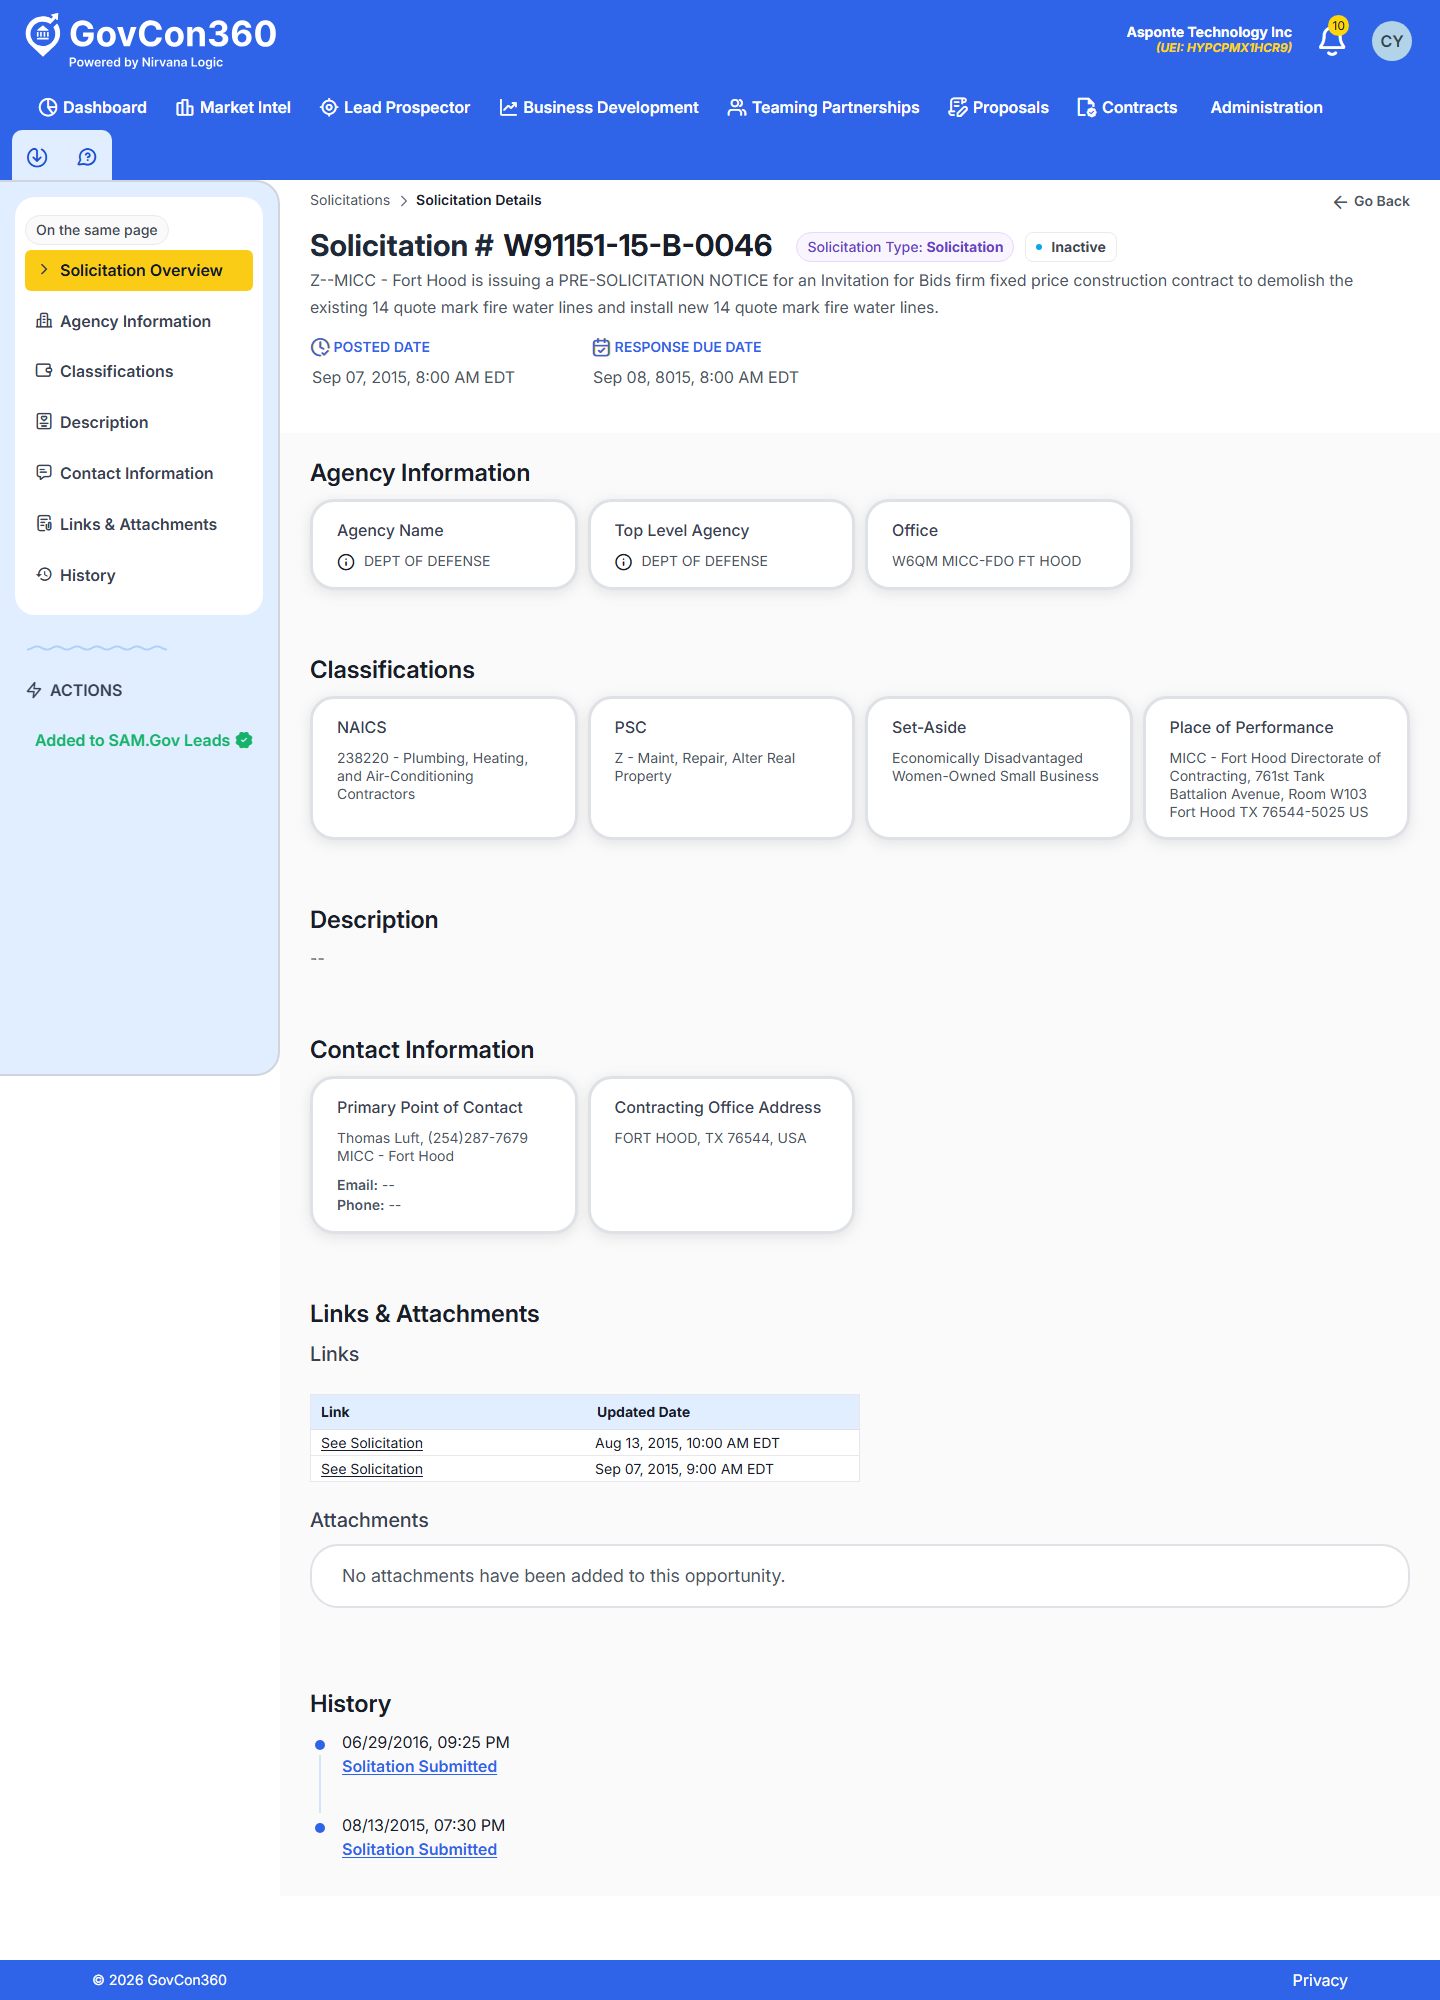 GovCon360
Powered by Nirvana Logic
Asponte Technology Inc
(UEI: HYPCPMX1HCR9)
10
CY
Dashboard
Market Intel
Lead Prospector
Business Development
Teaming Partnerships
Proposals
Contracts
Administration
On the same page
Solicitation Overview
Agency Information
Classifications
Description
Contact Information
Links & Attachments
History
ACTIONS
Added to SAM.Gov Leads
Solicitations
Solicitation Details
Go Back
Solicitation # W91151-15-B-0046
Solicitation Type: Solicitation
Inactive
Z--MICC - Fort Hood is issuing a PRE-SOLICITATION NOTICE for an Invitation for Bids firm fixed price construction contract to demolish the
existing 14 quote mark fire water lines and install new 14 quote mark fire water lines.
POSTED DATE
Sep 07, 2015, 8:00 AM EDT
RESPONSE DUE DATE
Sep 08, 8015, 8:00 AM EDT
Agency Information
Agency Name
DEPT OF DEFENSE
Top Level Agency
DEPT OF DEFENSE
Office
W6QM MICC-FDO FT HOOD
Classifications
NAICS
238220 - Plumbing, Heating,
and Air-Conditioning
Contractors
PSC
Z - Maint, Repair, Alter Real
Property
Set-Aside
Economically Disadvantaged
Women-Owned Small Business
Place of Performance
MICC - Fort Hood Directorate of
Contracting, 761st Tank
Battalion Avenue, Room W103
Fort Hood TX 76544-5025 US
Description
--
Contact Information
Primary Point of Contact
Thomas Luft, (254)287-7679
MICC - Fort Hood
Email: --
Phone: --
Contracting Office Address
FORT HOOD, TX 76544, USA
Links & Attachments
Links
Link
Updated Date
See Solicitation
Aug 13, 2015, 10:00 AM EDT
See Solicitation
Sep 07, 2015, 9:00 AM EDT
Attachments
No attachments have been added to this opportunity.
History
06/29/2016, 09:25 PM
Solitation Submitted
08/13/2015, 07:30 PM
Solitation Submitted
© 2026 GovCon360
Privacy